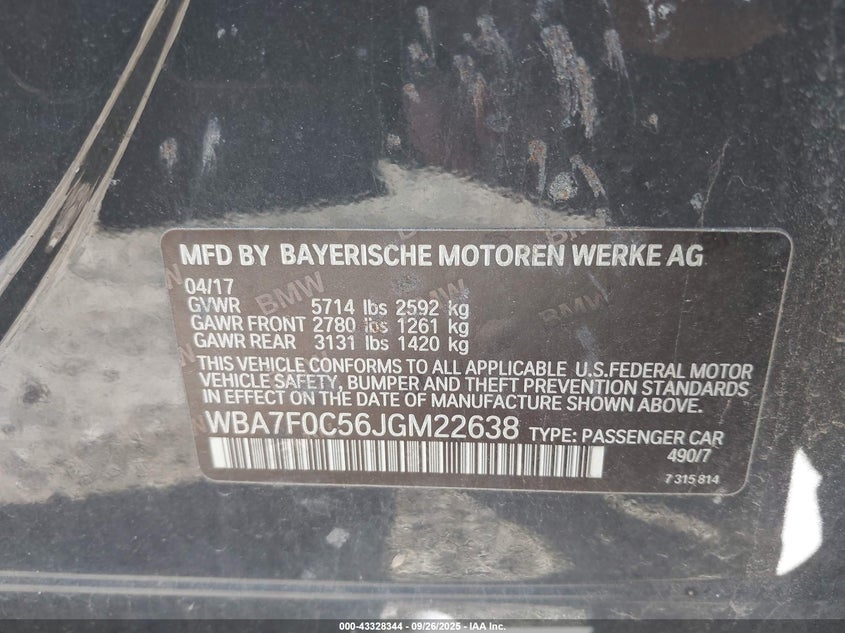 MFD BY BAYERISCHE MOTOREN WERKE AG
04/17
GVWR 5714 lbs 2592 kg
GAWR FRONT 2780 lbs 1261 kg
GAWR REAR 3131 lbs 1420 kg
THIS VEHICLE CONFORMS TO ALL APPLICABLE U.S.FEDERAL MOTOR
VEHICLE SAFETY, BUMPER AND THEFT PREVENTION STANDARDS
IN EFFECT ON THE DATE OF MANUFACTURE SHOWN ABOVE.
WBA7F0C56JGM22638 TYPE: PASSENGER CAR
490/7
7 315 814
000-43328344 - 09/26/2025 - IAA Inc.